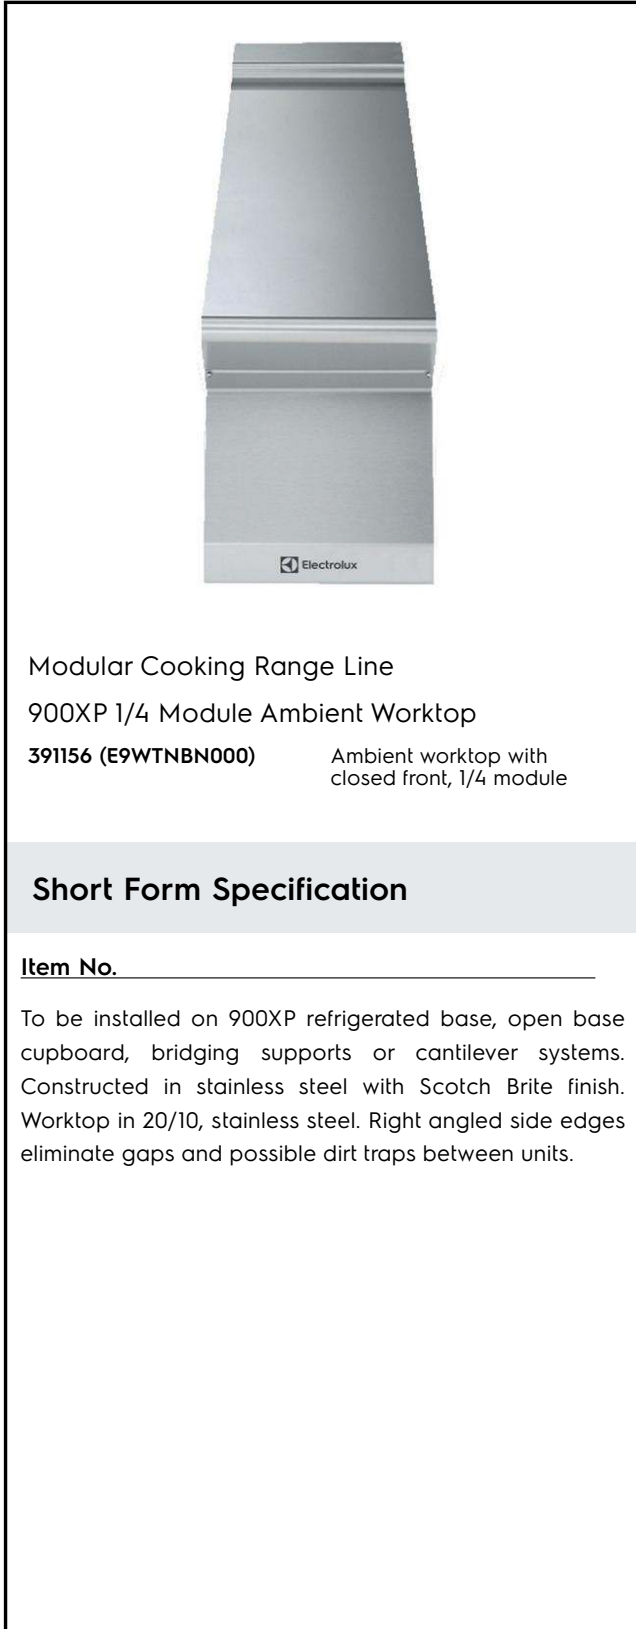 Electrolux
Modular Cooking Range Line
900XP 1/4 Module Ambient Worktop
391156 (E9WTNBN000)
Ambient worktop with
closed front, 1/4 module
Short Form Specification
Item No.
To be installed on 900XP refrigerated base, open base
cupboard, bridging supports or cantilever systems.
Constructed in stainless steel with Scotch Brite finish.
Worktop in 20/10, stainless steel. Right angled side edges
eliminate gaps and possible dirt traps between units.